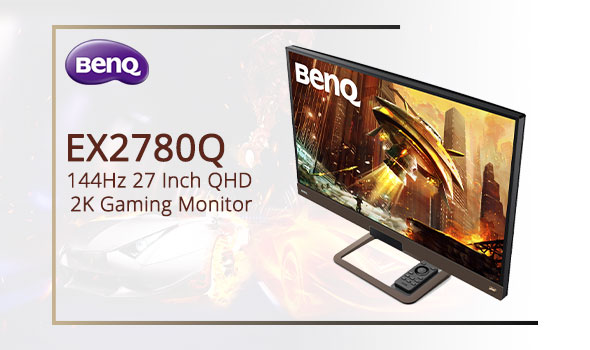 BenQ
EX2780Q
144Hz 27 Inch QHD
2K Gaming Monitor
BenQ